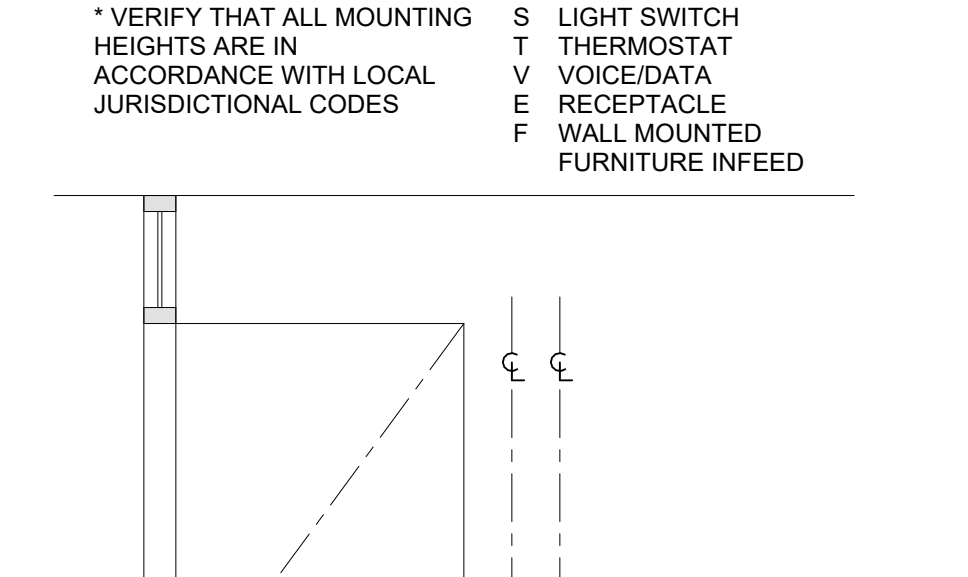 * VERIFY THAT ALL MOUNTING
HEIGHTS ARE IN
ACCORDANCE WITH LOCAL
JURISDICTIONAL CODES
S LIGHT SWITCH
T THERMOSTAT
V VOICE/DATA
E RECEPTACLE
F WALL MOUNTED
FURNITURE INFEED
℄ ℄